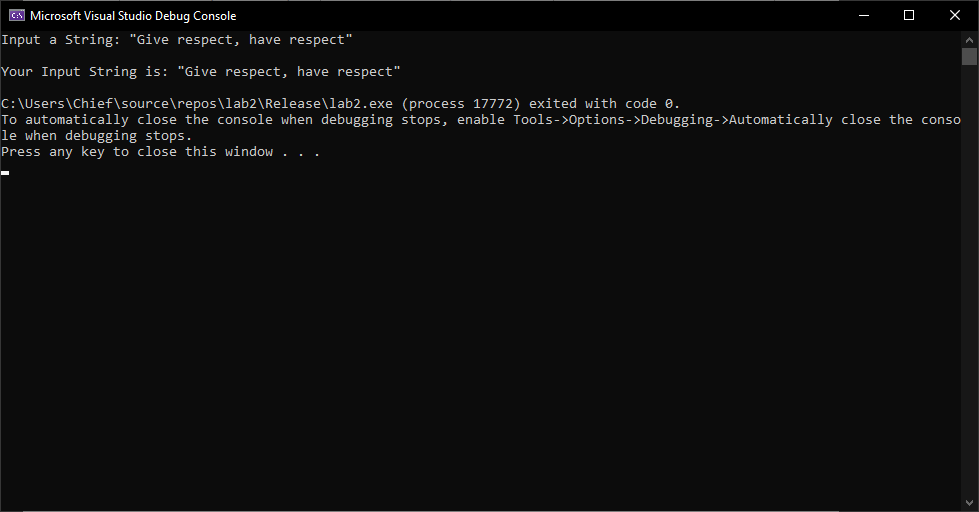 Microsoft Visual Studio Debug Console
Input a String: "Give respect, have respect"
Your Input String is: "Give respect, have respect"
C:\Users\Chief\source\repos\lab2\Release\lab2.exe (process 17772) exited with code 0.
To automatically close the console when debugging stops, enable Tools->Options->Debugging->Automatically close the conso
le when debugging stops.
Press any key to close this window . . .